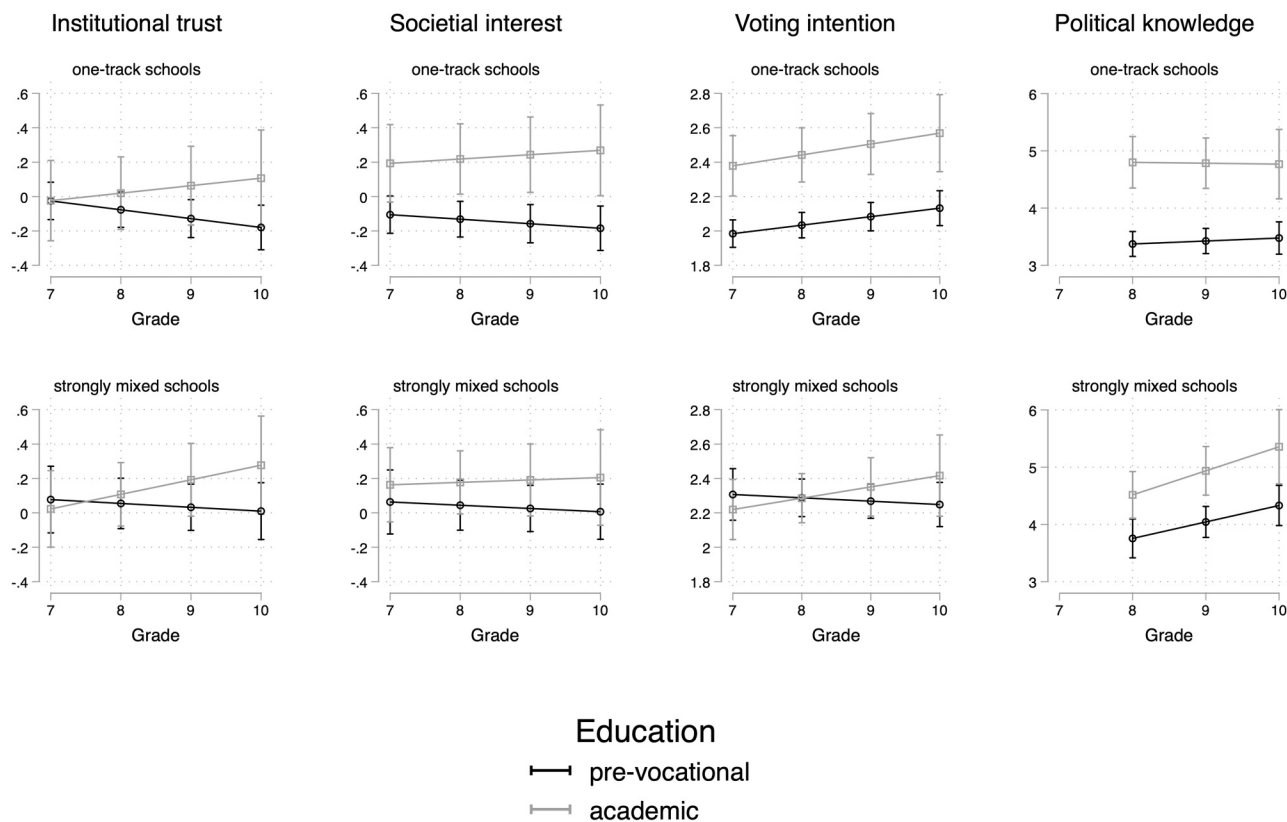 Institutional trust
Societial interest
Voting intention
Political knowledge
one-track schools
one-track schools
one-track schools
one-track schools
.6
.4
.2
0
-.2
-.4
7 8 9 10
Grade
.6
.4
.2
0
-.2
-.4
7 8 9 10
Grade
2.8
2.6
2.4
2.2
2
1.8
7 8 9 10
Grade
6
5
4
3
7 8 9 10
Grade
strongly mixed schools
strongly mixed schools
strongly mixed schools
strongly mixed schools
.6
.4
.2
0
-.2
-.4
7 8 9 10
Grade
.6
.4
.2
0
-.2
-.4
7 8 9 10
Grade
2.8
2.6
2.4
2.2
2
1.8
7 8 9 10
Grade
6
5
4
3
7 8 9 10
Grade
Education
pre-vocational
academic